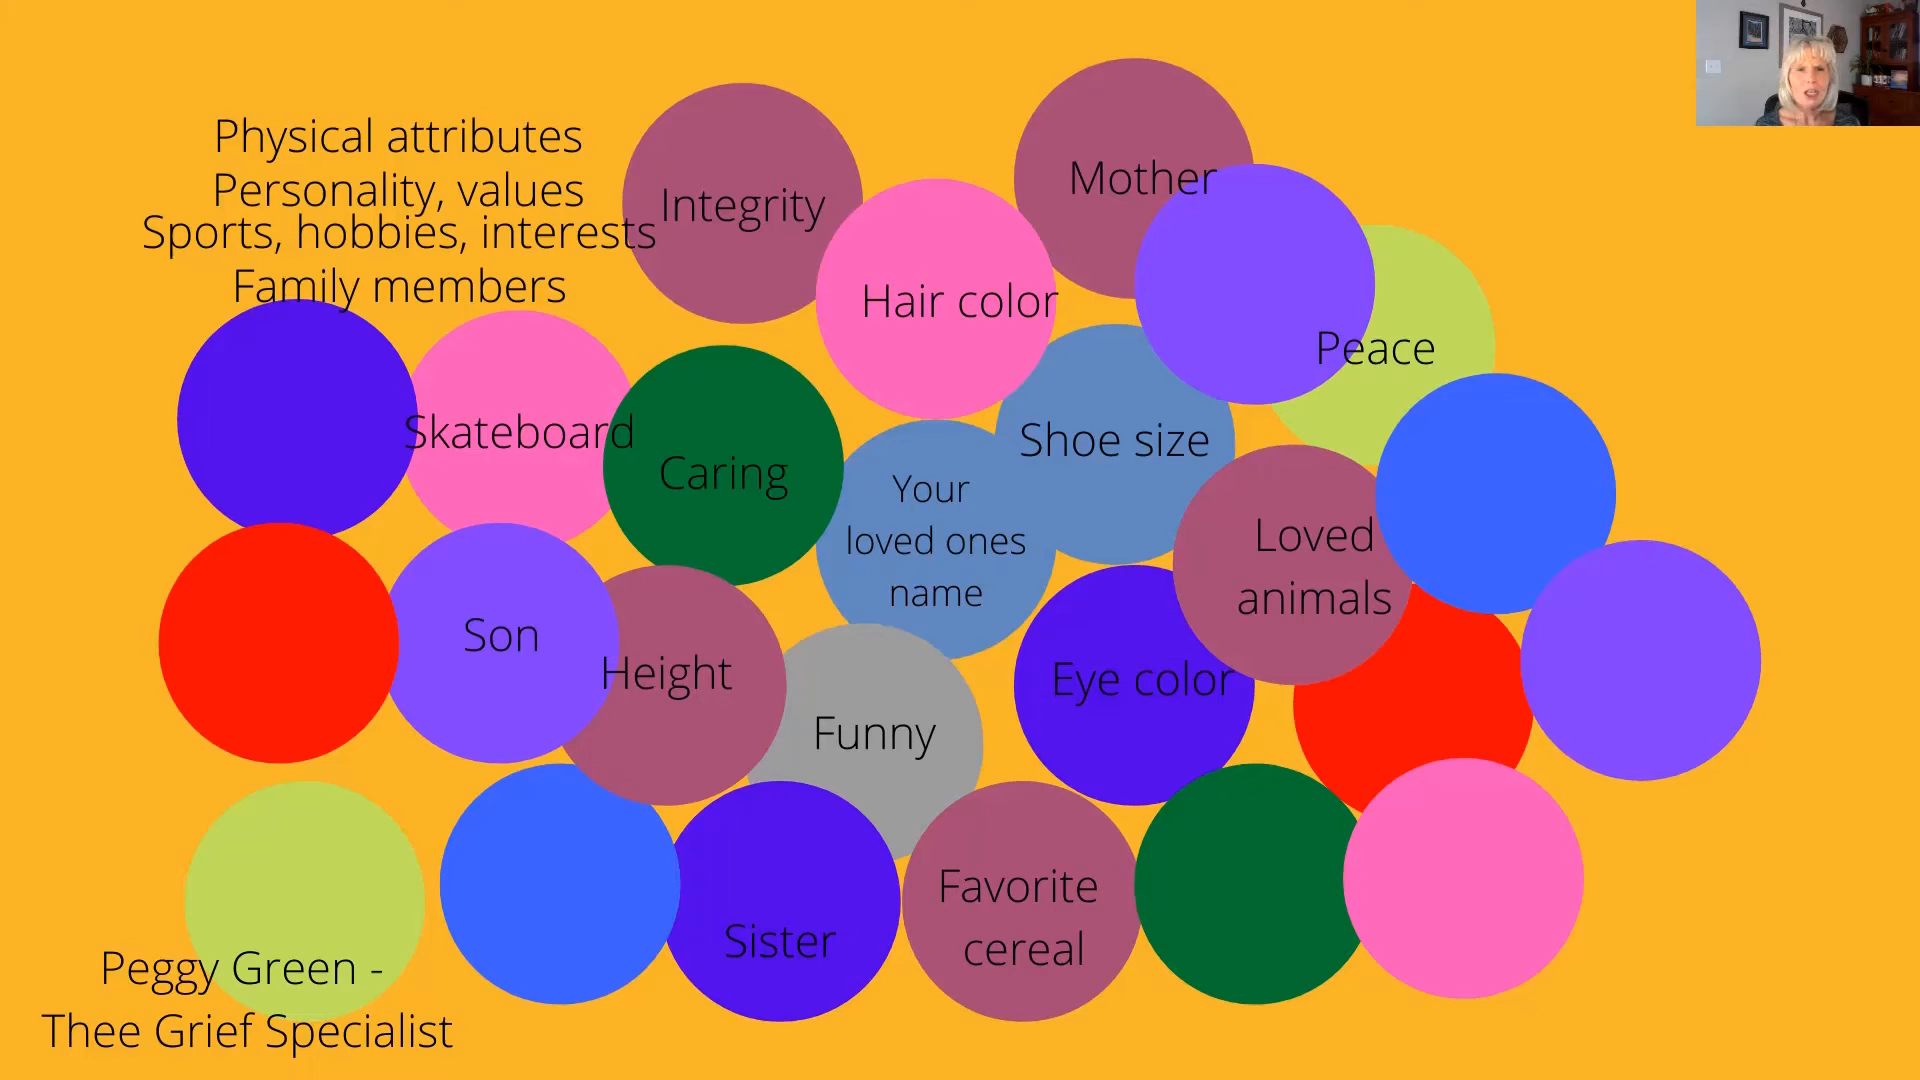 Physical attributes
Personality, values
Sports, hobbies, interests
Family members
Integrity
Mother
Hair color
Peace
Skateboard
Caring
Shoe size
Your
loved ones
name
Loved
animals
Son
Height
Funny
Eye color
Sister
Favorite
cereal
Peggy Green -
Thee Grief Specialist